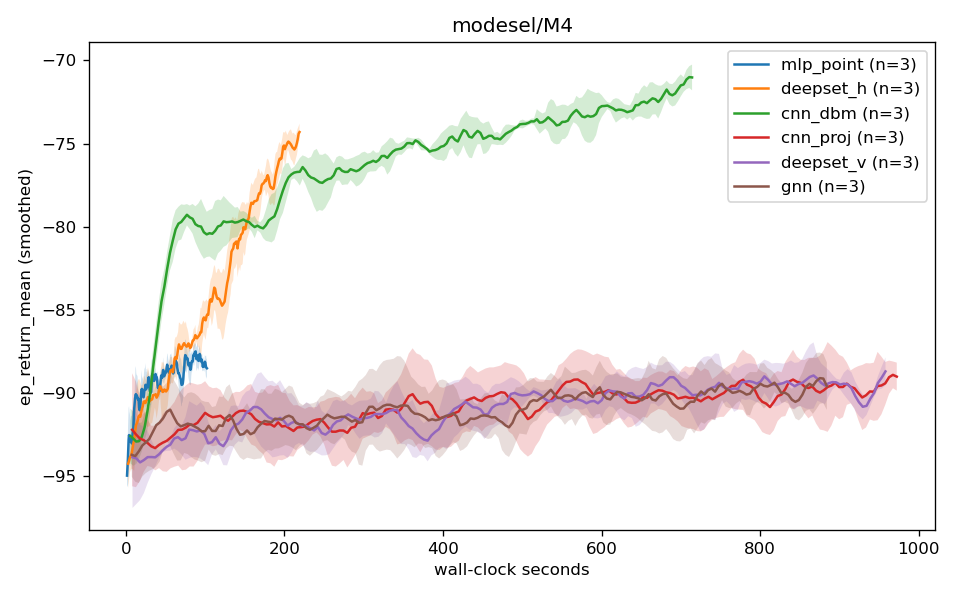 modesel/M4
ep_return_mean (smoothed)
−70
−75
−80
−85
−90
−95
mlp_point (n=3)
deepset_h (n=3)
cnn_dbm (n=3)
cnn_proj (n=3)
deepset_v (n=3)
gnn (n=3)
0 200 400 600 800 1000
wall-clock seconds